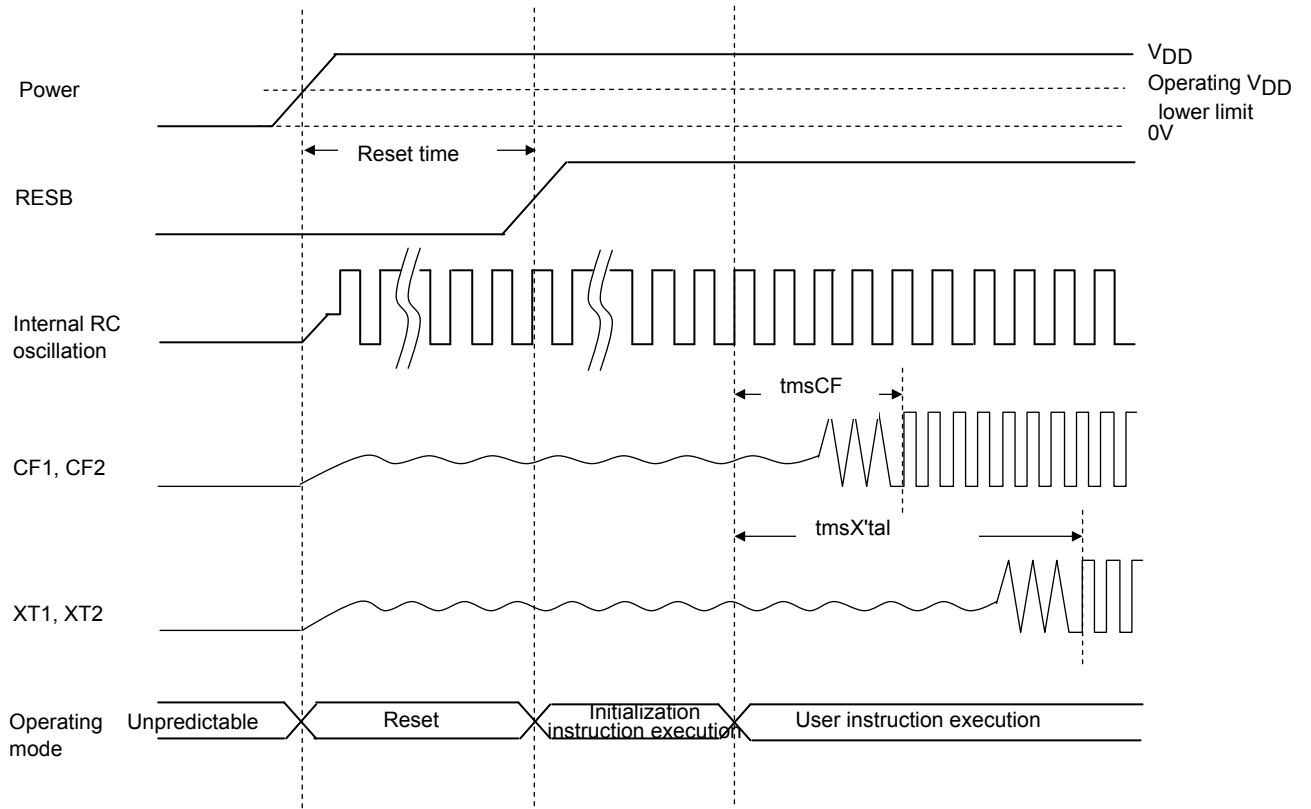 VDD
Power
Operating VDD
lower limit
0V
Reset time
RESB
Internal RC
oscillation
tmsCF
CF1, CF2
tmsX'tal
XT1, XT2
Operating
mode
Unpredictable
Reset
Initialization
instruction execution
User instruction execution